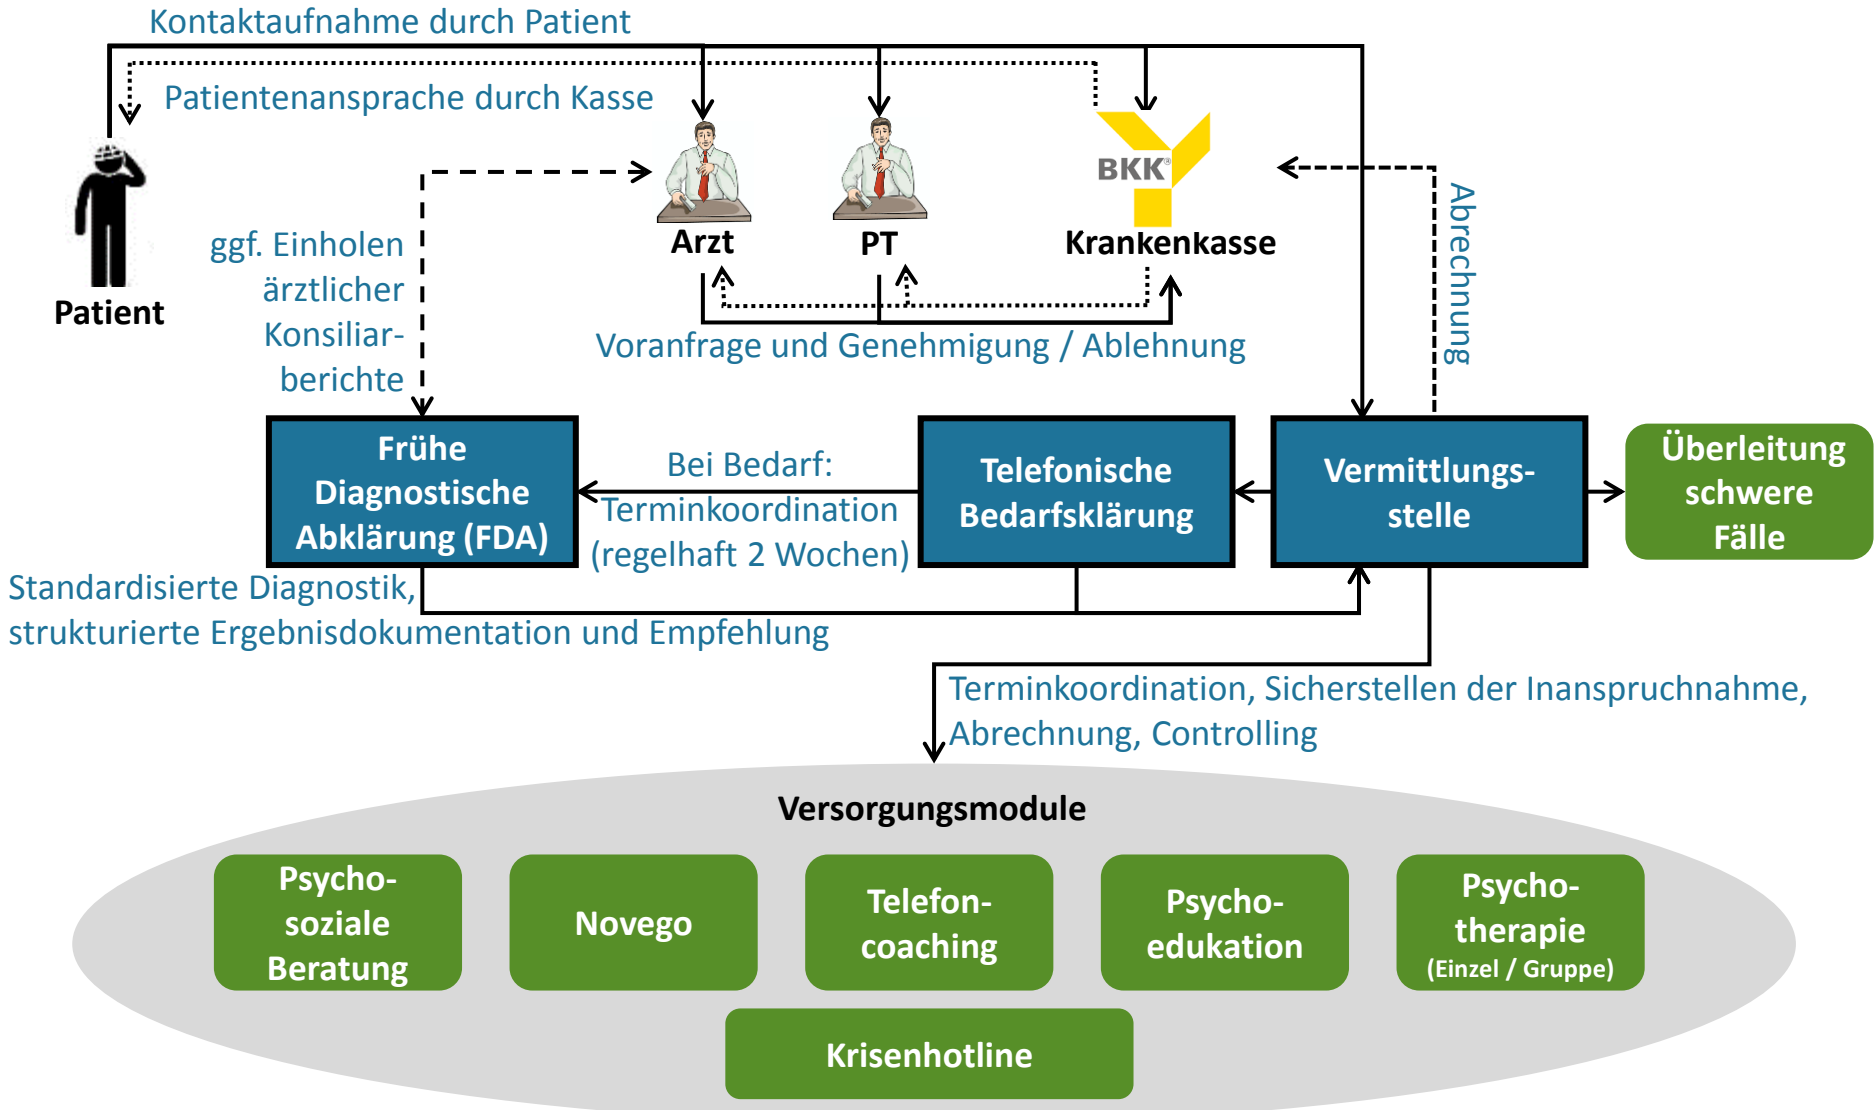 Kontaktaufnahme durch Patient
Patientenansprache durch Kasse
BKK®
Arzt
PT
Krankenkasse
Patient
ggf. Einholen
ärztlicher
Konsiliar-
berichte
Voranfrage und Genehmigung / Ablehnung
Abrechnung
Frühe
Diagnostische
Abklärung (FDA)
Bei Bedarf:
Terminkoordination
(regelhaft 2 Wochen)
Telefonische
Bedarfsklärung
Vermittlungs-
stelle
Überleitung
schwere
Fälle
Standardisierte Diagnostik,
strukturierte Ergebnisdokumentation und Empfehlung
Terminkoordination, Sicherstellen der Inanspruchnahme,
Abrechnung, Controlling
Versorgungsmodule
Psycho-
soziale
Beratung
Novego
Telefon-
coaching
Psycho-
edukation
Psycho-
therapie
(Einzel / Gruppe)
Krisenhotline